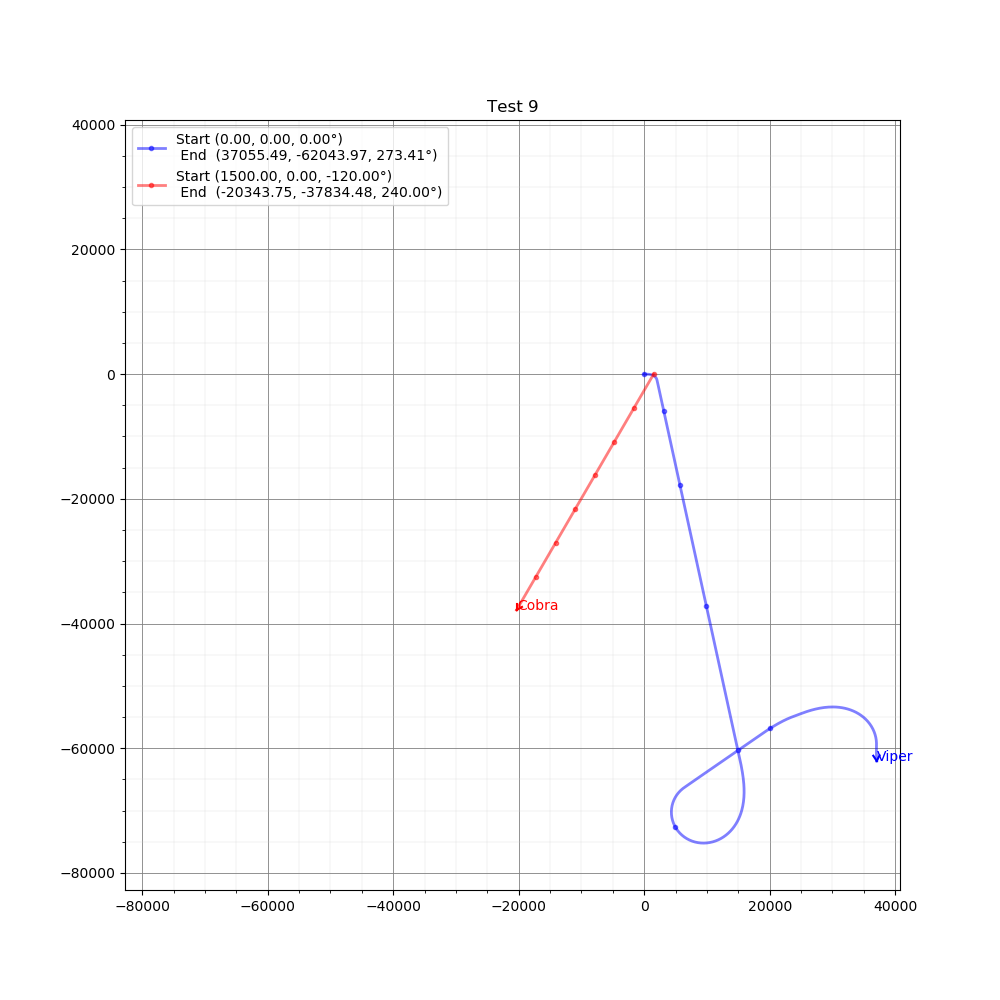 Test 9
Start (0.00, 0.00, 0.00°)
End (37055.49, -62043.97, 273.41°)
Start (1500.00, 0.00, -120.00°)
End (-20343.75, -37834.48, 240.00°)
40000
20000
0
−20000
−40000
−60000
−80000
Cobra
Viper
−80000
−60000
−40000
−20000
0
20000
40000